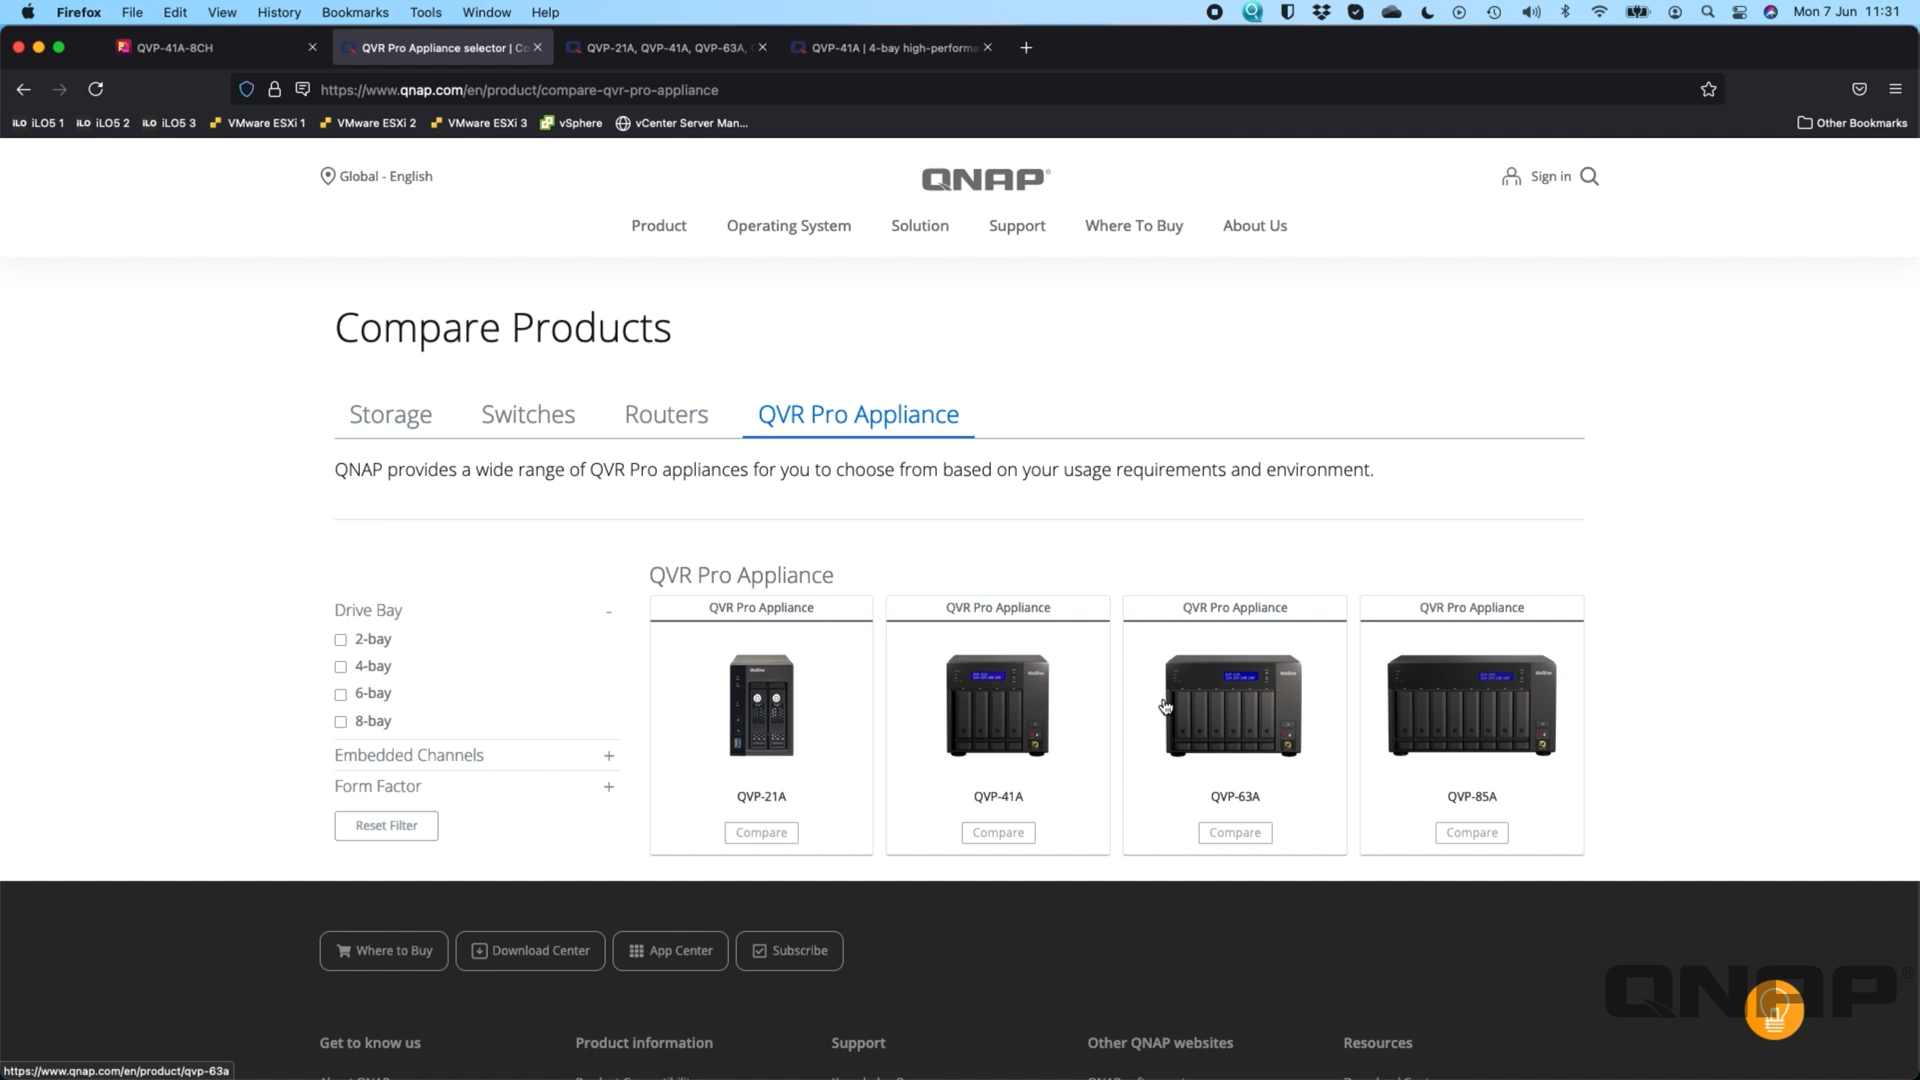 Firefox File Edit View History Bookmarks Tools Window Help Mon 7 Jun 11:31
QVP-41A-8CH QVR Pro Appliance selector | Co QVP-21A, QVP-41A, QVP-63A, QVP-41A | 4-bay high-performa
https://www.qnap.com/en/product/compare-qvr-pro-appliance
iLO iLO5 1 iLO iLO5 2 iLO iLO5 3 VMware ESXi 1 VMware ESXi 2 VMware ESXi 3 vSphere vCenter Server Man... Other Bookmarks
Global - English QNAP Sign in
Product Operating System Solution Support Where To Buy About Us
Compare Products
Storage Switches Routers QVR Pro Appliance
QNAP provides a wide range of QVR Pro appliances for you to choose from based on your usage requirements and environment.
QVR Pro Appliance
QVR Pro Appliance QVR Pro Appliance QVR Pro Appliance QVR Pro Appliance
Drive Bay -
2-bay
4-bay
6-bay
8-bay
Embedded Channels +
Form Factor +
Reset Filter
QVP-21A QVP-41A QVP-63A QVP-85A
Compare Compare Compare Compare
Where to Buy Download Center App Center Subscribe
QNAP®
Get to know us Product information Support Other QNAP websites Resources
https://www.qnap.com/en/product/qvp-63a